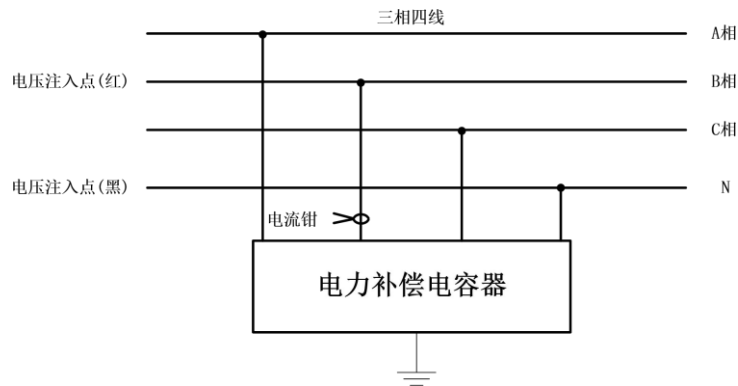 三相四线
A相
电压注入点(红)
B相
C相
电压注入点(黑)
N
电流钳
电力补偿电容器